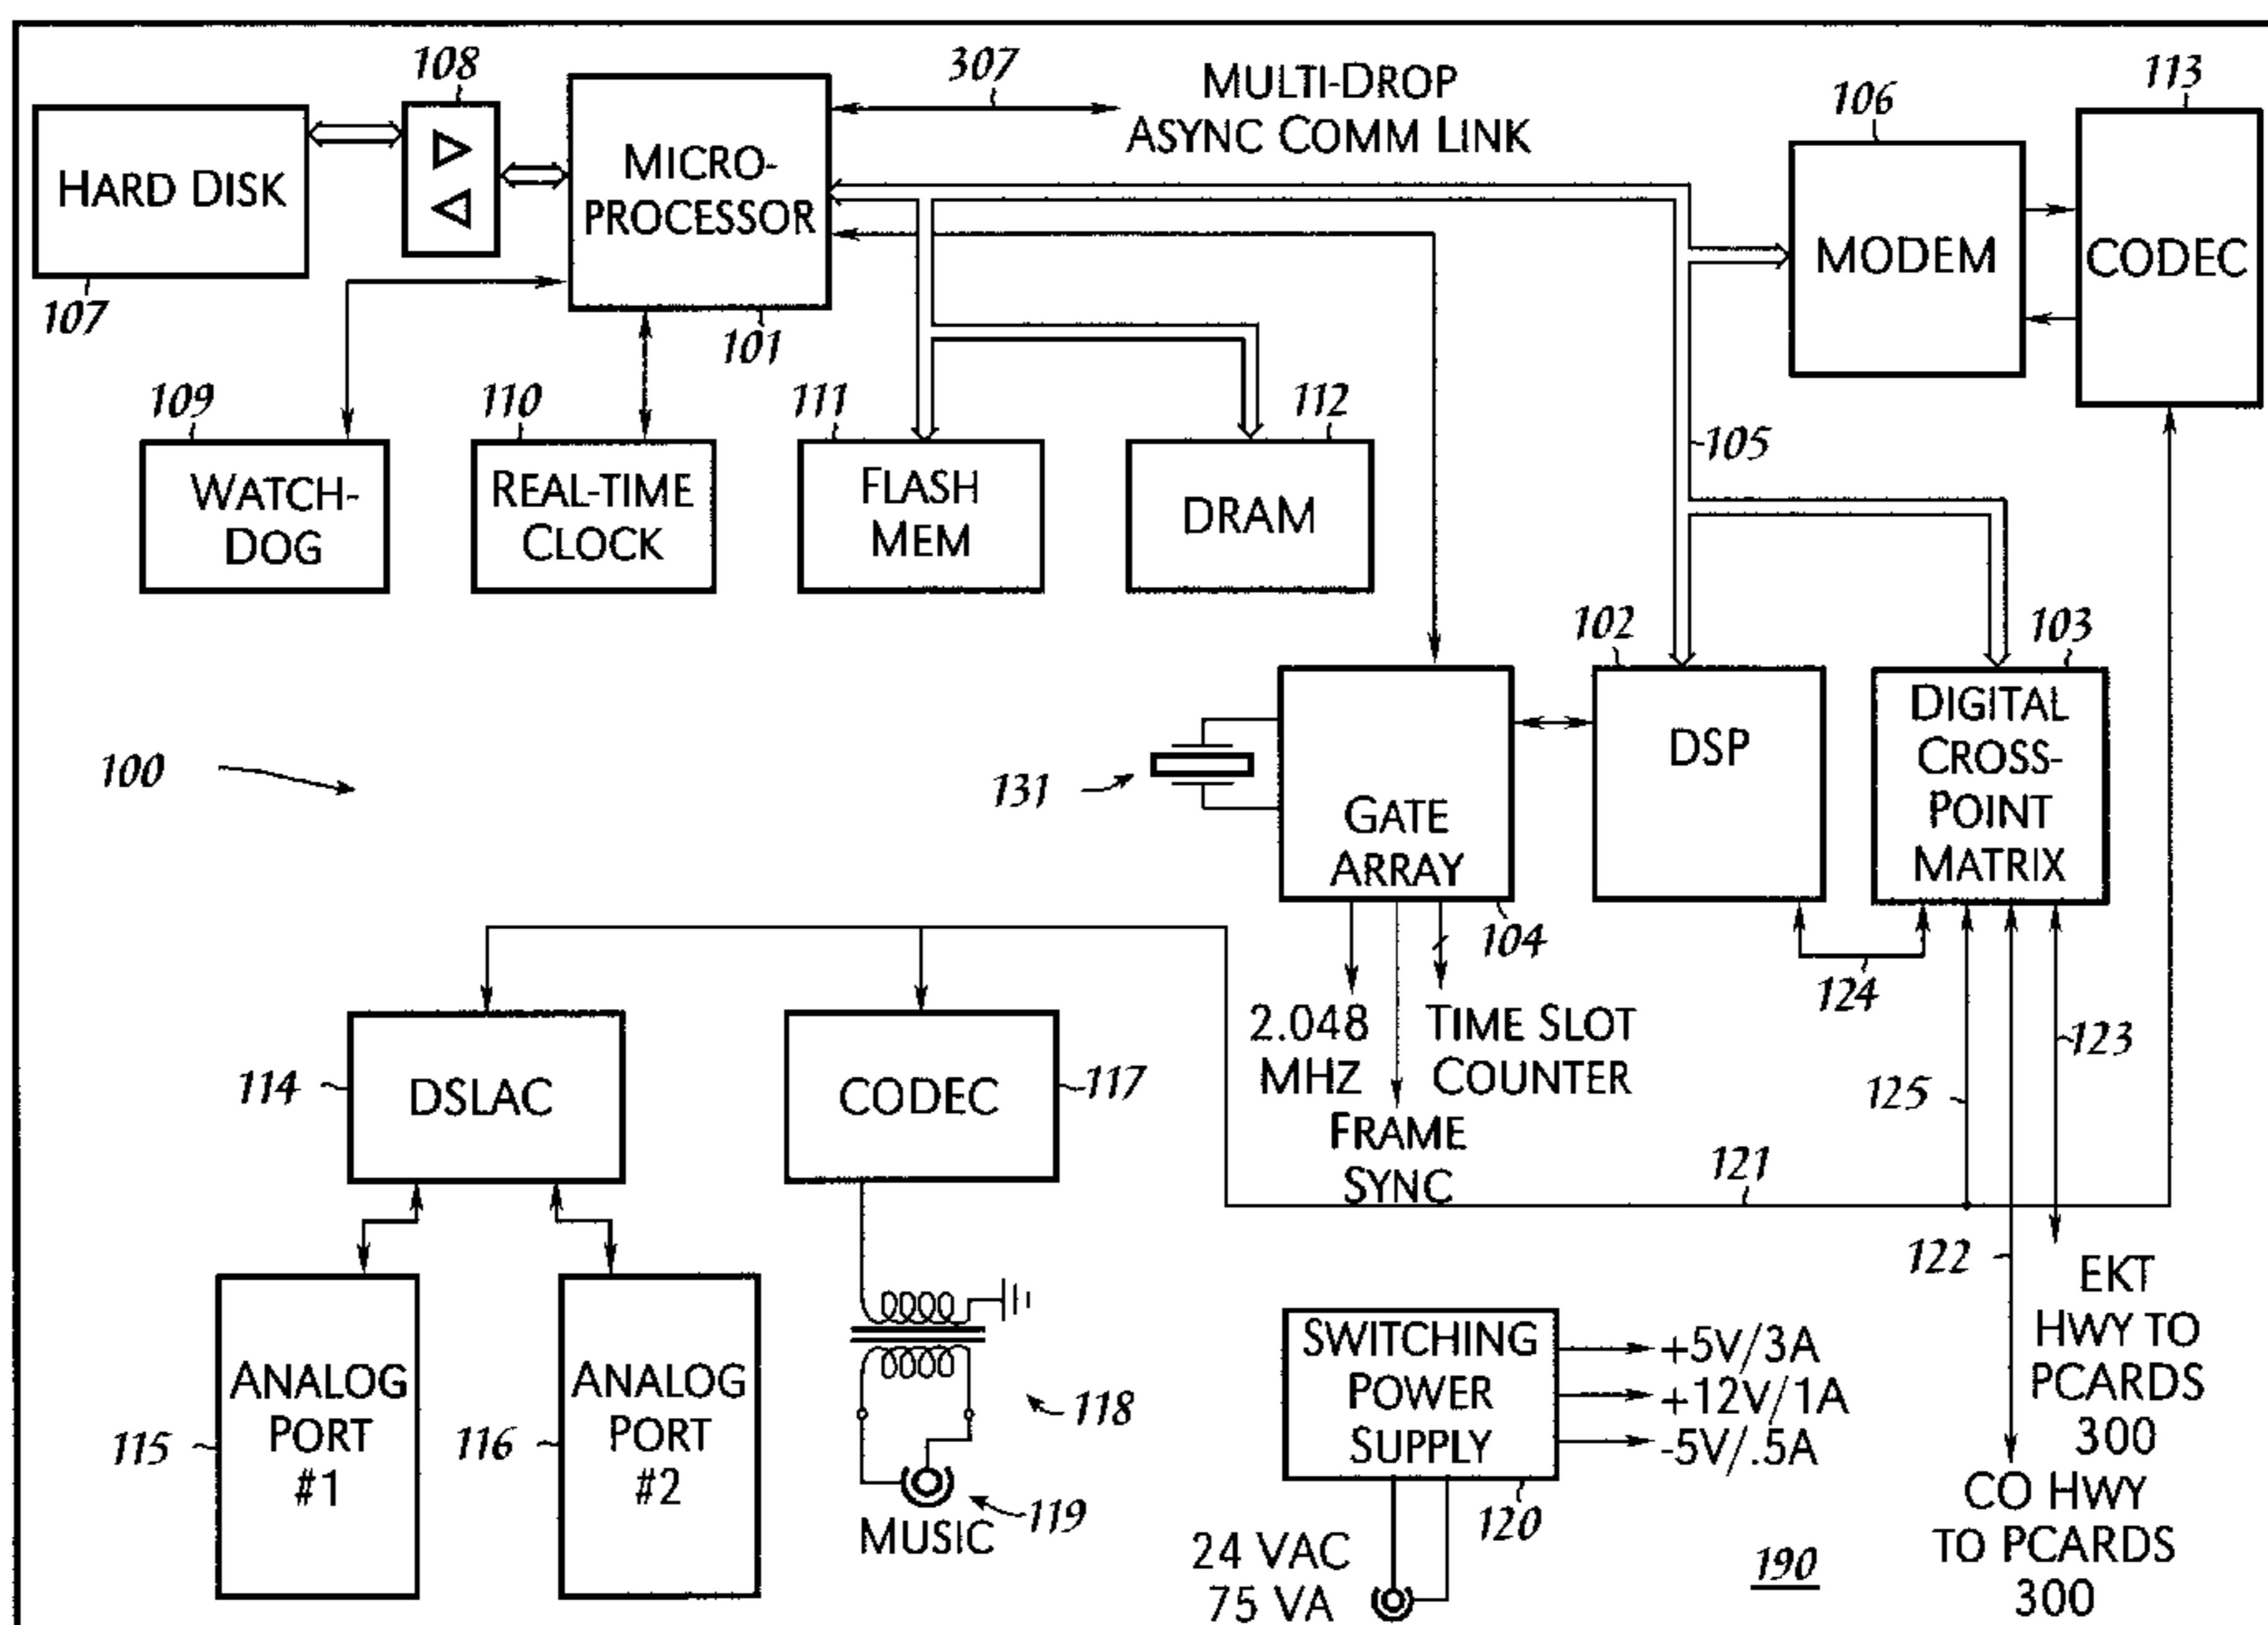 108
307
MULTI-DROP
ASYNC COMM LINK
113
106
HARD DISK
MICRO-
PROCESSOR
MODEM
CODEC
107
101
109
110
111
112
105
WATCH-
DOG
REAL-TIME
CLOCK
FLASH
MEM
DRAM
102
103
100
131
GATE
ARRAY
DSP
DIGITAL
CROSS-
POINT
MATRIX
104
124
123
2.048
MHZ
TIME SLOT
COUNTER
FRAME
SYNC
114
DSLAC
CODEC
117
125
121
122
EKT
HWY TO
PCARDS
300
ANALOG
PORT
#1
115
ANALOG
PORT
#2
116
118
119
MUSIC
SWITCHING
POWER
SUPPLY
+5V/3A
+12V/1A
-5V/.5A
120
24 VAC
75 VA
CO HWY
TO PCARDS
300
190